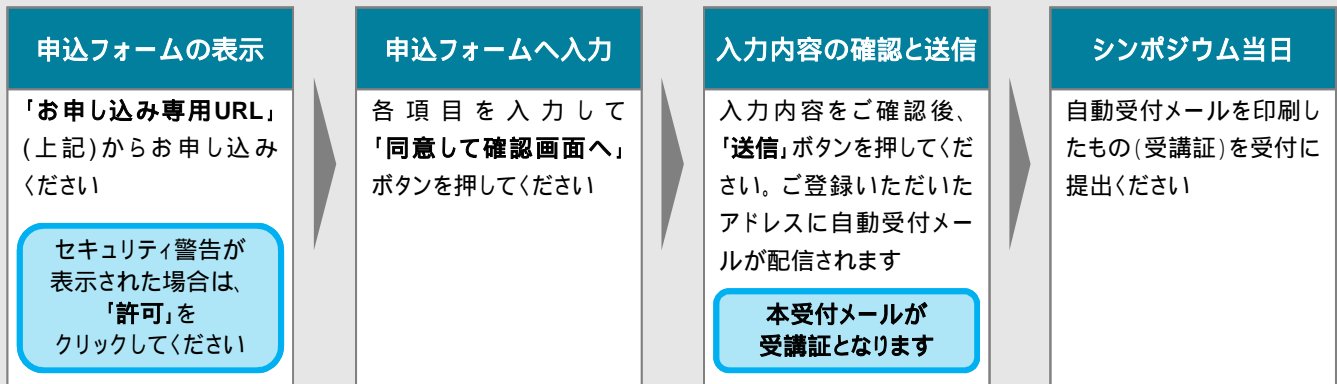 申込フォームの表示
「お申し込み専用URL」
(上記)からお申し込み
ください
セキュリティ警告が
表示された場合は、
「許可」を
クリックしてください
申込フォームへ入力
各項目を入力して
「同意して確認画面へ」
ボタンを押してください
入力内容の確認と送信
入力内容をご確認後、
「送信」ボタンを押してくだ
さい。ご登録いただいた
アドレスに自動受付メー
ルが配信されます
本受付メールが
受講証となります
シンポジウム当日
自動受付メールを印刷し
たもの(受講証)を受付に
提出ください